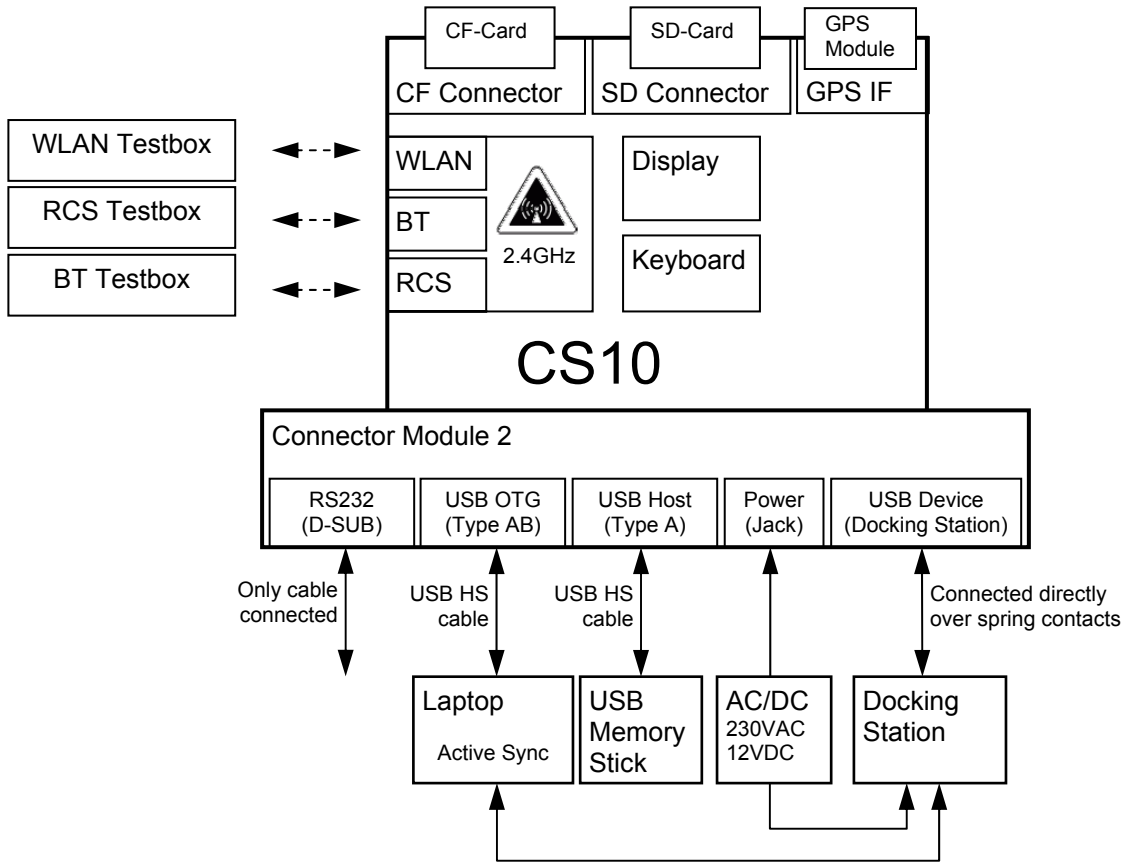 CF-Card
SD-Card
GPS
Module
CF Connector
SD Connector
GPS IF
WLAN Testbox
RCS Testbox
BT Testbox
WLAN
BT
RCS
2.4GHz
Display
Keyboard
CS10
Connector Module 2
RS232
(D-SUB)
USB OTG
(Type AB)
USB Host
(Type A)
Power
(Jack)
USB Device
(Docking Station)
Only cable
connected
USB HS
cable
USB HS
cable
Connected directly
over spring contacts
Laptop
Active Sync
USB
Memory
Stick
AC/DC
230VAC
12VDC
Docking
Station